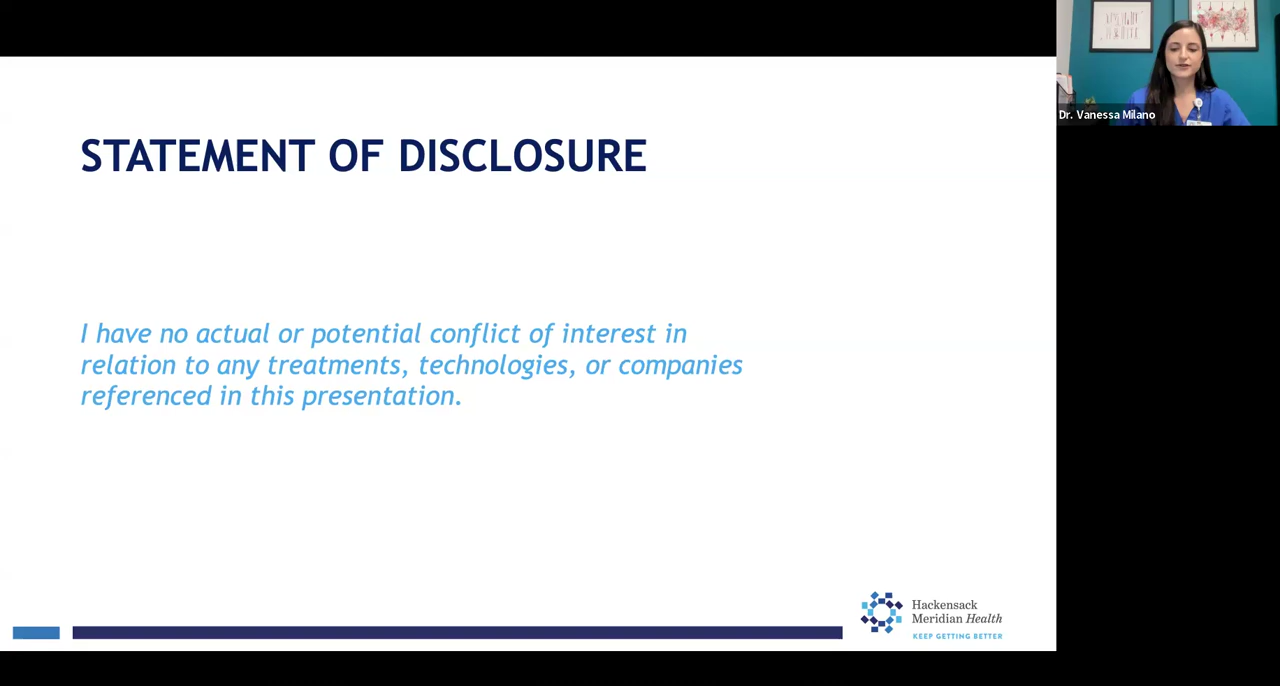 Dr. Vanessa Milano
STATEMENT OF DISCLOSURE
I have no actual or potential conflict of interest in
relation to any treatments, technologies, or companies
referenced in this presentation.
Hackensack
Meridian Health
KEEP GETTING BETTER